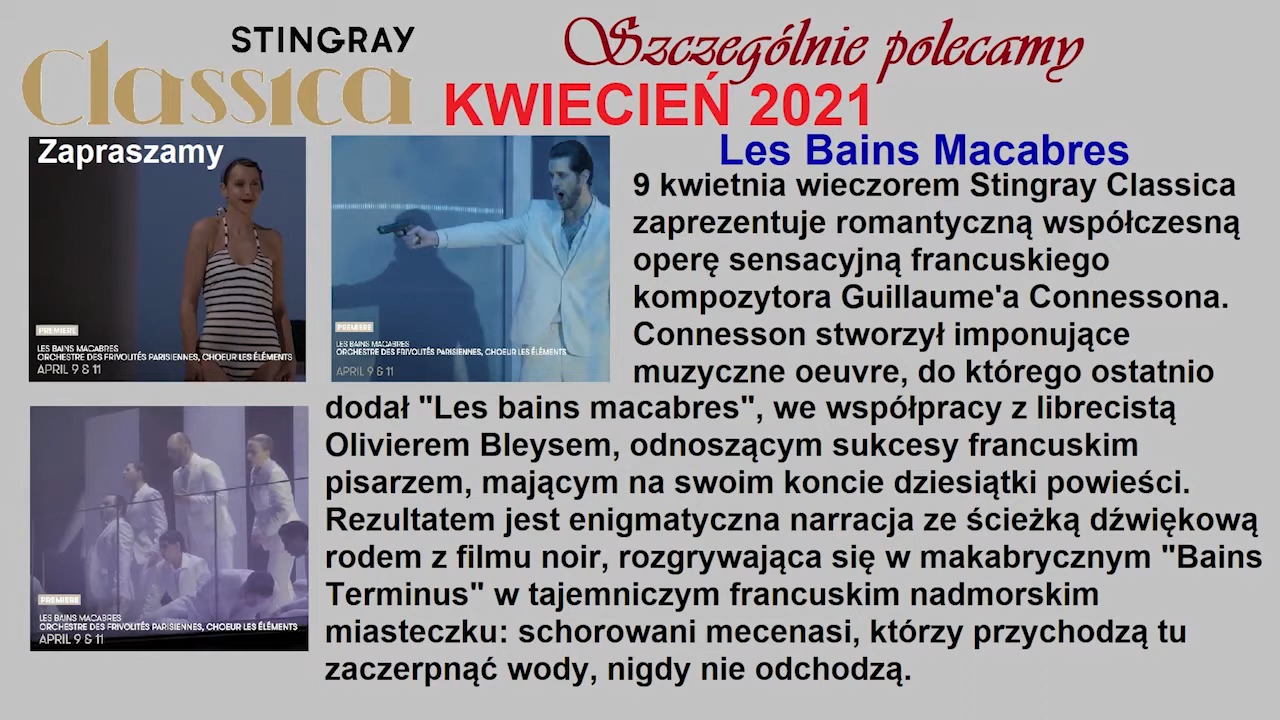 STINGRAY
Classica
Szczególnie polecamy
KWIECIEŃ 2021
Zapraszamy
PREMIERE
LES BAINS MACABRES
ORCHESTRE DES FRIVOLITÉS PARISIENNES, CHOEUR LES ÉLÉMENTS
APRIL 9 & 11
PREMIERE
LES BAINS MACABRES
ORCHESTRE DES FRIVOLITÉS PARISIENNES, CHOEUR LES ÉLÉMENTS
APRIL 9 & 11
Les Bains Macabres
9 kwietnia wieczorem Stingray Classica
zaprezentuje romantyczną współczesną
operę sensacyjną francuskiego
kompozytora Guillaume'a Connessona.
Connesson stworzył imponujące
muzyczne oeuvre, do którego ostatnio
dodał "Les bains macabres", we współpracy z librecistą
Olivierem Bleysem, odnoszącym sukcesy francuskim
pisarzem, mającym na swoim koncie dziesiątki powieści.
Rezultatem jest enigmatyczna narracja ze ścieżką dźwiękową
rodem z filmu noir, rozgrywająca się w makabrycznym "Bains
Terminus" w tajemniczym francuskim nadmorskim
miasteczku: schorowani mecenasi, którzy przychodzą tu
zaczerpnąć wody, nigdy nie odchodzą.
PREMIERE
LES BAINS MACABRES
ORCHESTRE DES FRIVOLITÉS PARISIENNES, CHOEUR LES ÉLÉMENTS
APRIL 9 & 11